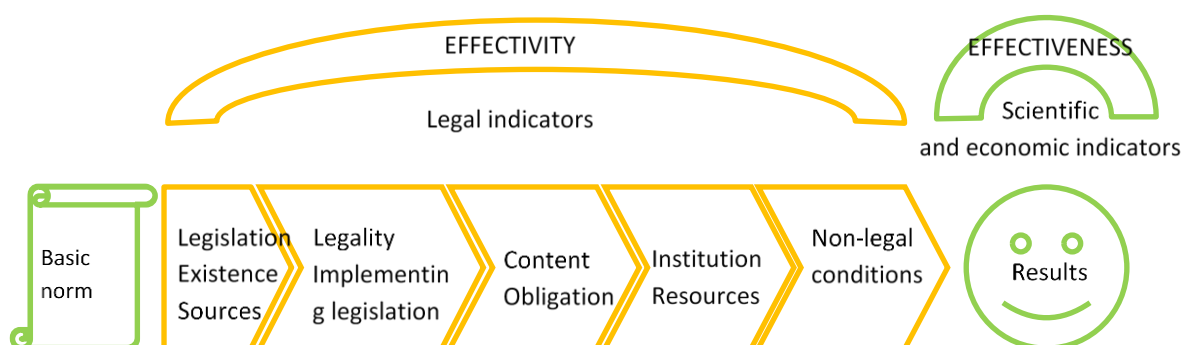 EFFECTIVITY
Legal indicators
EFFECTIVENESS
Scientific
and economic indicators
Basic
norm
Legislation
Existence
Sources
Legality
Implementin
g legislation
Content
Obligation
Institution
Resources
Non-legal
conditions
Results